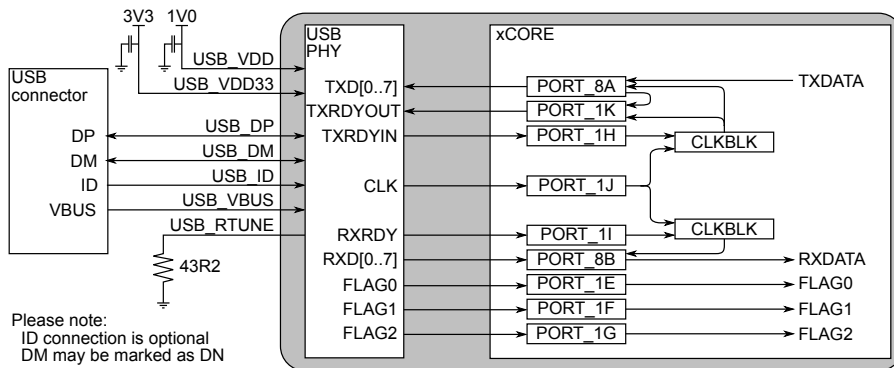 3V3 1V0
USB PHY
xCORE
USB connector
USB_VDD
USB_VDD33
TXD[0..7] PORT_8A TXDATA
TXRDYOUT PORT_1K
DP USB_DP TXRDYIN PORT_1H
CLKBLK
DM USB_DM
ID USB_ID CLK PORT_1J
VBUS USB_VBUS
USB_RTUNE RXRDY PORT_1I CLKBLK
43R2 RXD[0..7] PORT_8B RXDATA
FLAG0 PORT_1E FLAG0
FLAG1 PORT_1F FLAG1
FLAG2 PORT_1G FLAG2
Please note:
ID connection is optional
DM may be marked as DN